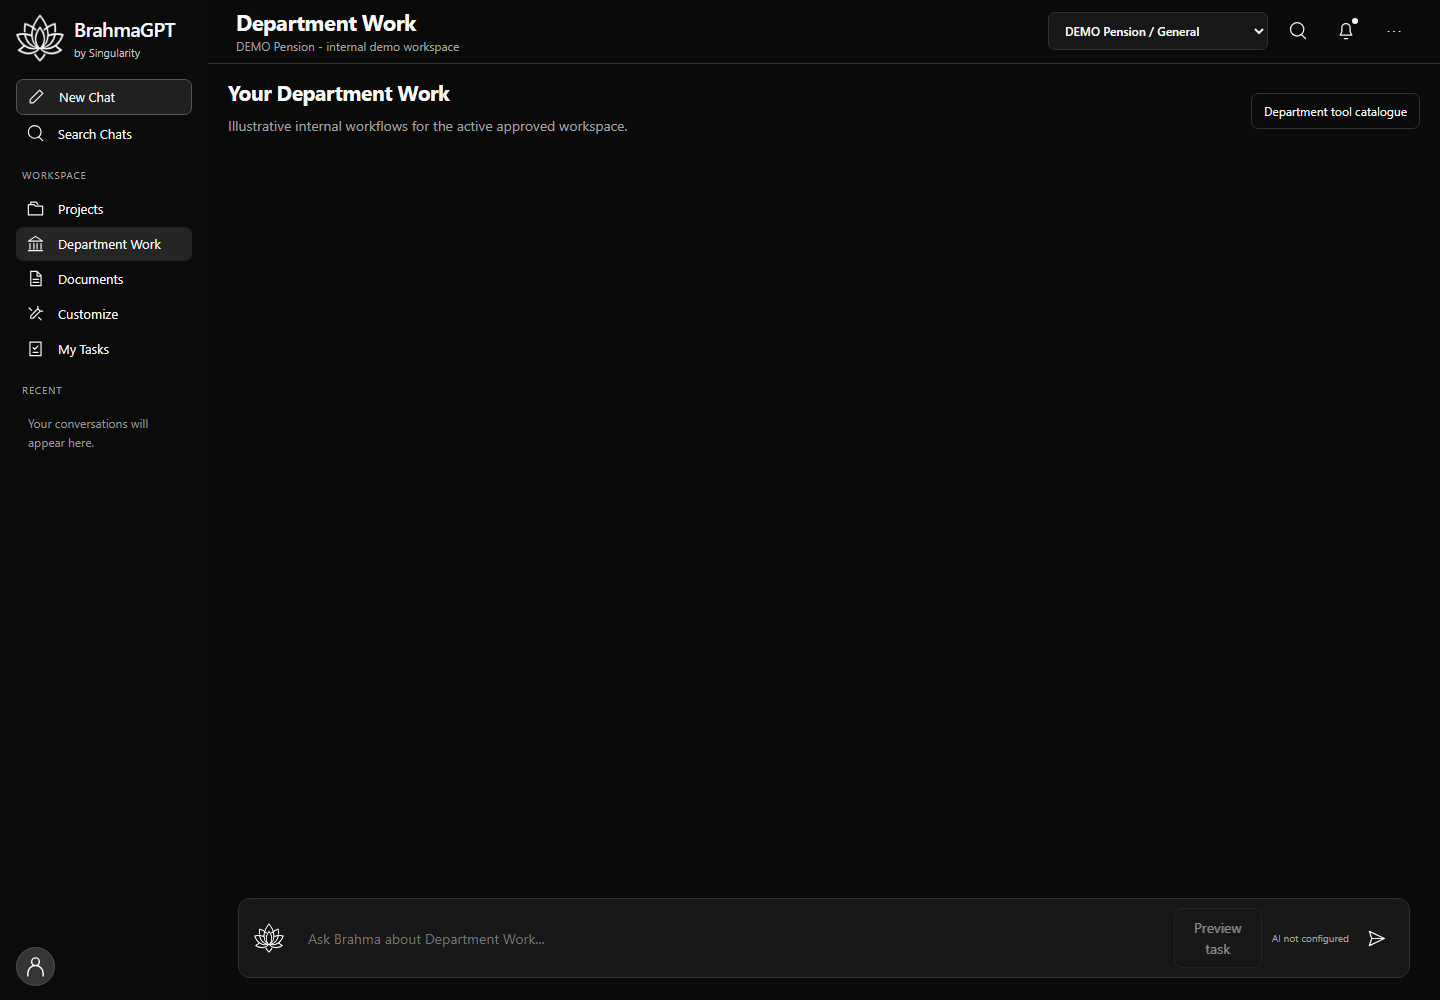 BrahmaGPT
by Singularity
New Chat
Search Chats
WORKSPACE
Projects
Department Work
Documents
Customize
My Tasks
RECENT
Your conversations will
appear here.
Department Work
DEMO Pension - internal demo workspace
DEMO Pension / General
Your Department Work
Illustrative internal workflows for the active approved workspace.
Department tool catalogue
Ask Brahma about Department Work...
Preview
task
AI not configured